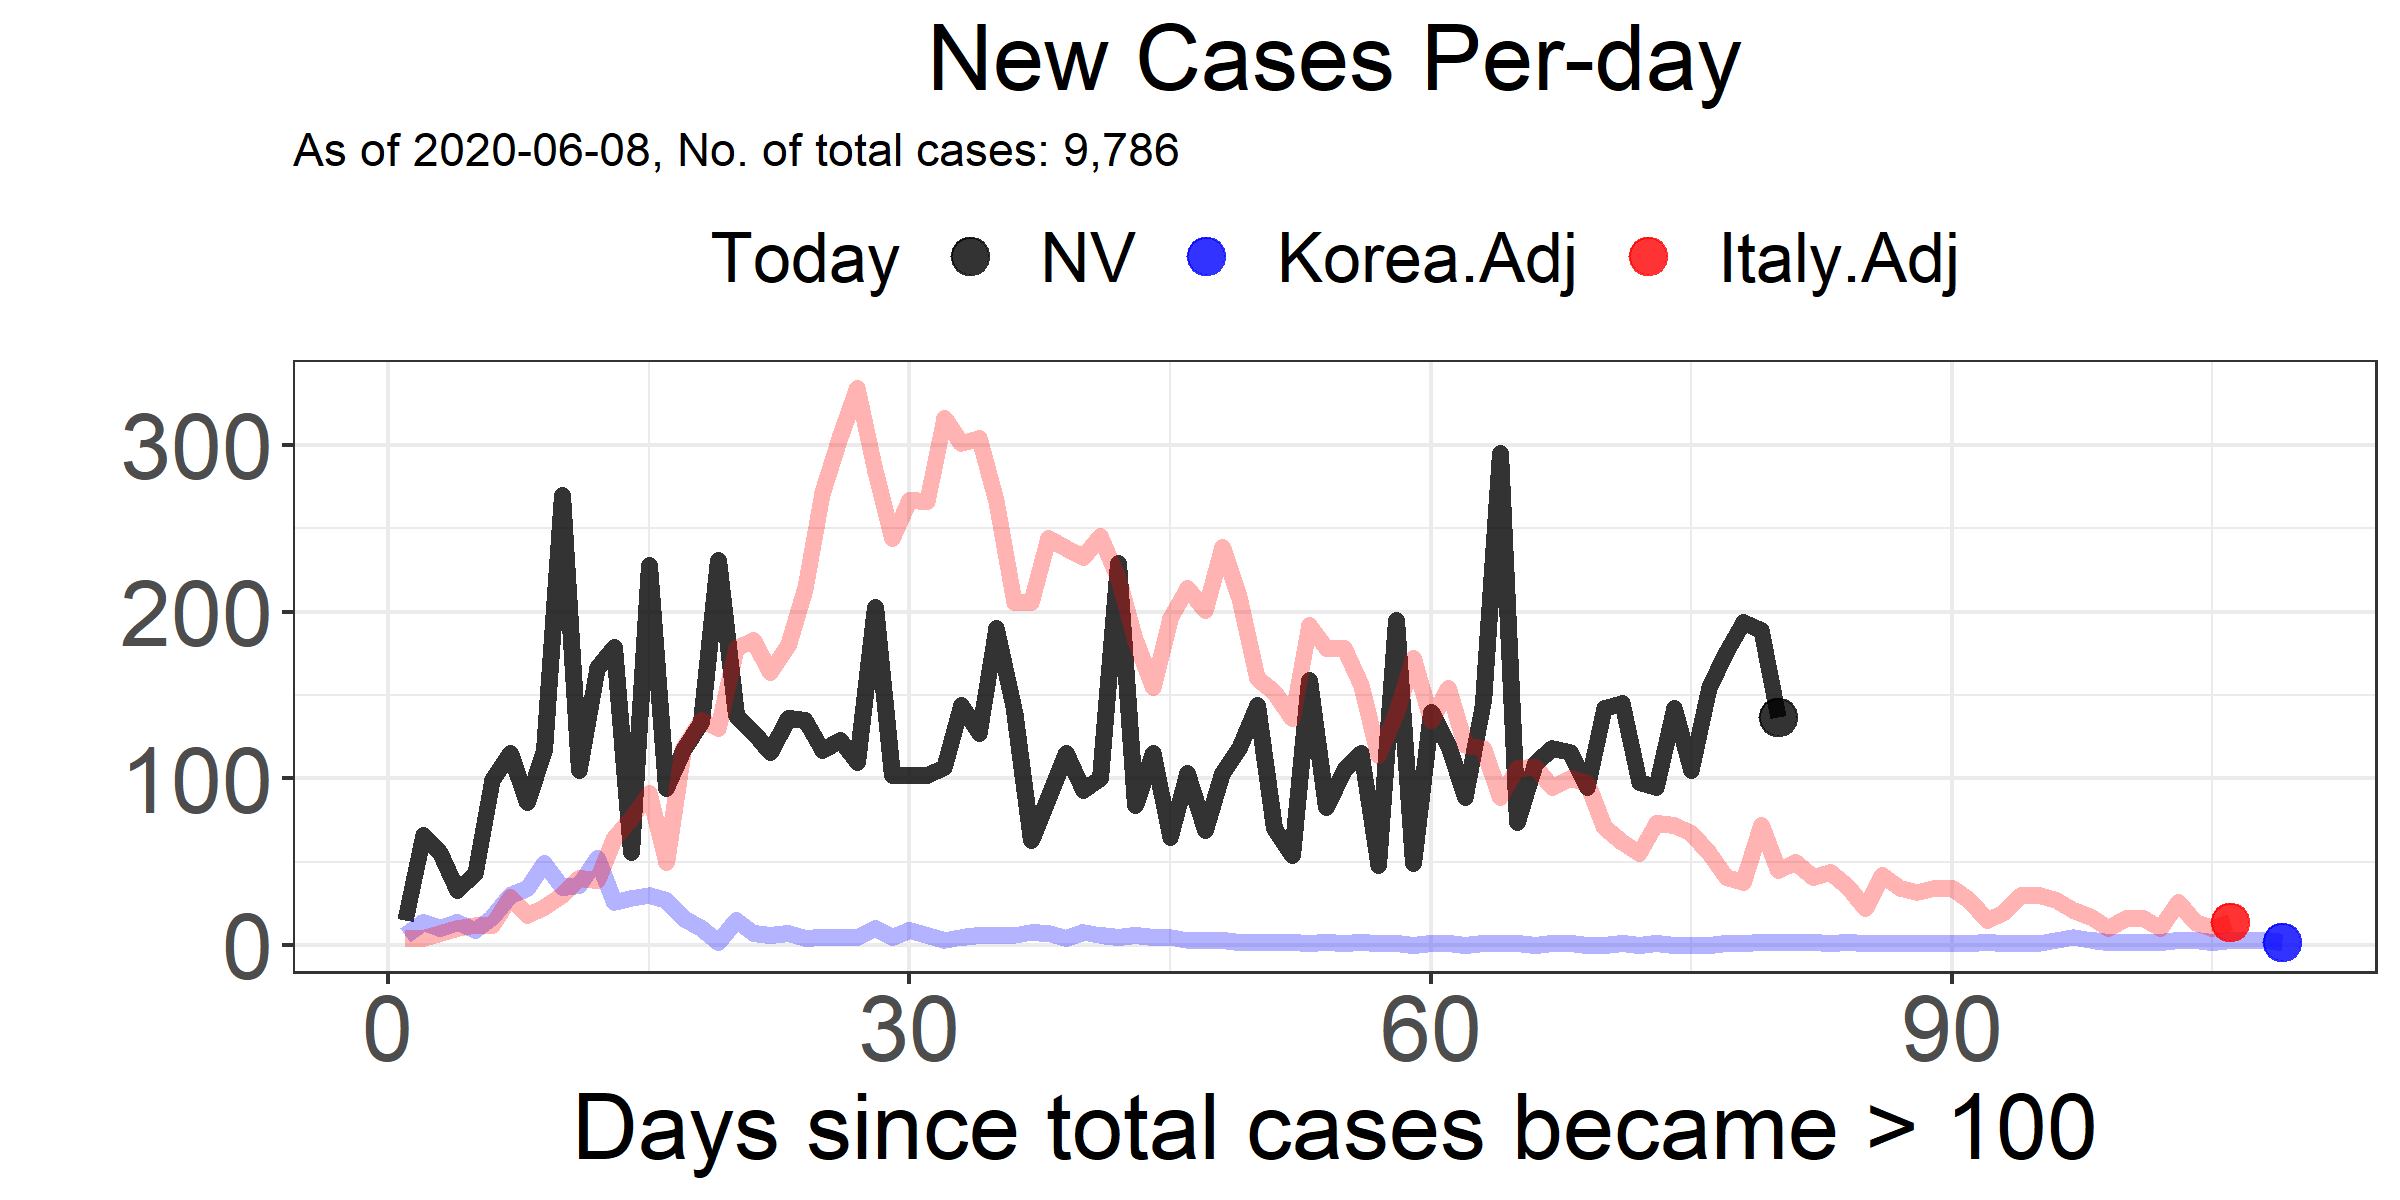 New Cases Per-day
As of 2020-06-08, No. of total cases: 9,786
Today NV Korea.Adj Italy.Adj
300
200
100
0
0 30 60 90
Days since total cases became > 100